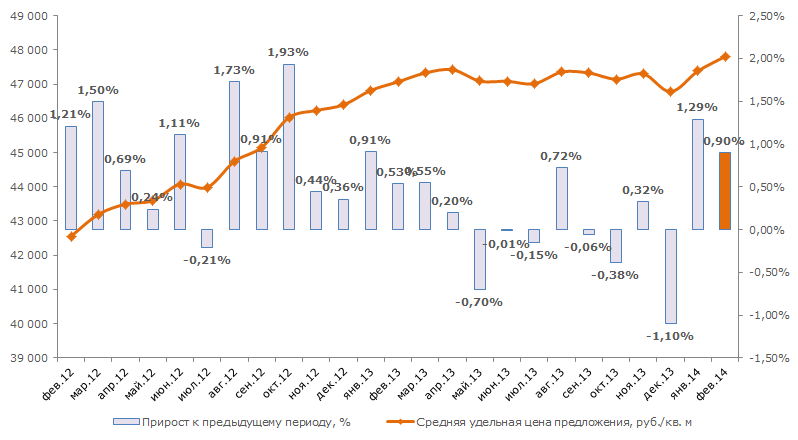 49 000
48 000
47 000
46 000
45 000
44 000
43 000
42 000
41 000
40 000
39 000
1,21%
1,50%
0,69%
0,24%
1,11%
-0,21%
1,73%
0,91%
1,93%
0,44%
0,36%
0,91%
0,53%
0,55%
0,20%
-0,70%
-0,01%
-0,15%
0,72%
-0,06%
-0,38%
0,32%
-1,10%
1,29%
0,90%
2,50%
2,00%
1,50%
1,00%
0,50%
0,00%
-0,50%
-1,00%
-1,50%
фев.12
мар.12
апр.12
май.12
июн.12
июл.12
авг.12
сен.12
окт.12
ноя.12
дек.12
янв.13
фев.13
мар.13
апр.13
май.13
июн.13
июл.13
авг.13
сен.13
окт.13
ноя.13
дек.13
янв.14
фев.14
Прирост к предыдущему периоду, %
Средняя удельная цена предложения, руб./кв. м